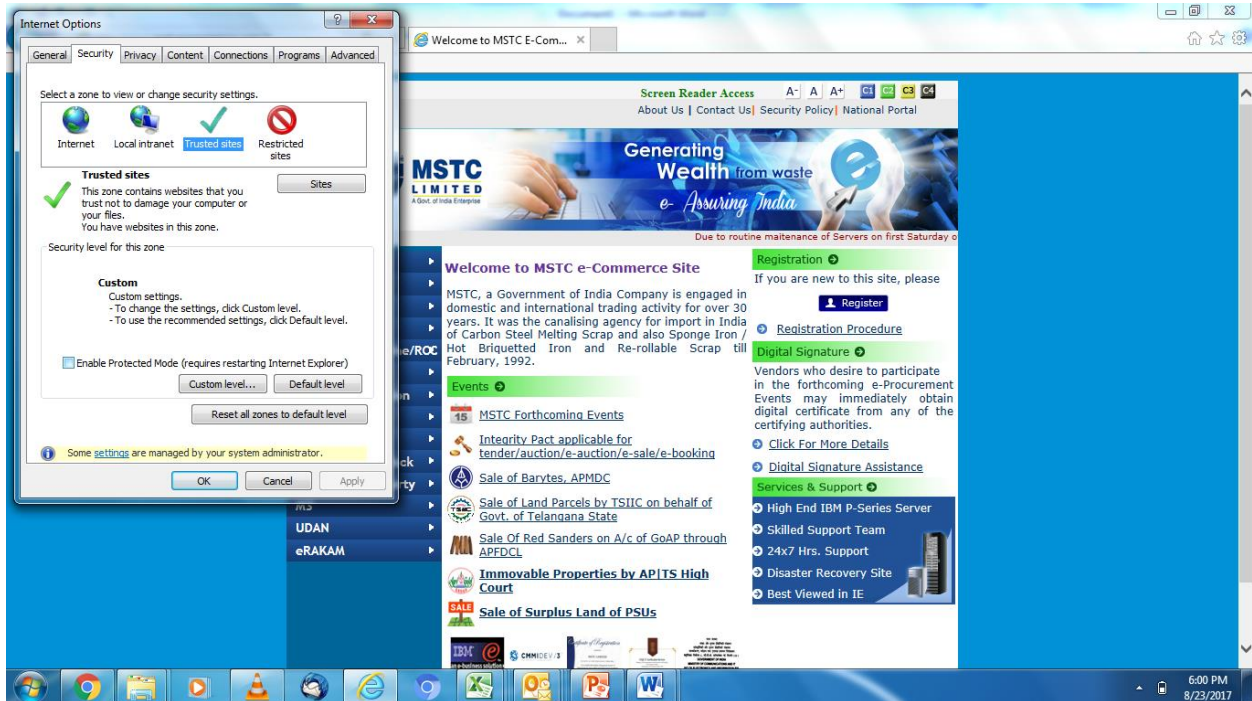 Internet Options
General Security Privacy Content Connections Programs Advanced
Select a zone to view or change security settings.
Internet Local intranet Trusted sites Restricted
sites
Trusted sites
Sites
This zone contains websites that you
trust not to damage your computer or
your files.
You have websites in this zone.
Security level for this zone
Custom
Custom settings.
- To change the settings, click Custom level.
- To use the recommended settings, click Default level.
Enable Protected Mode (requires restarting Internet Explorer)
Custom level... Default level
Reset all zones to default level
Some settings are managed by your system administrator.
OK Cancel Apply
Welcome to MSTC E-Com...
Screen Reader Access A- A A+ C1 C2 C3 C4
About Us | Contact Us| Security Policy| National Portal
MSTC
LIMITED
A Govt. of India Enterprise
Generating
Wealth from waste
e- Assuring India
Due to routine maitenance of Servers on first Saturday o
e/ROC
on
ck
rty
UDAN
eRAKAM
Welcome to MSTC e-Commerce Site
MSTC, a Government of India Company is engaged in
domestic and international trading activity for over 30
years. It was the canalising agency for import in India
of Carbon Steel Melting Scrap and also Sponge Iron /
Hot Briquetted Iron and Re-rollable Scrap till
February, 1992.
Events
15 MSTC Forthcoming Events
Integrity Pact applicable for
tender/auction/e-auction/e-sale/e-booking
Sale of Barytes, APMDC
Sale of Land Parcels by TSIIC on behalf of
Govt. of Telangana State
Sale Of Red Sanders on A/c of GoAP through
APFDCL
Immovable Properties by AP|TS High
Court
SALE Sale of Surplus Land of PSUs
IBM
CMMIDEV/3
Registration
If you are new to this site, please
Register
Registration Procedure
Digital Signature
Vendors who desire to participate
in the forthcoming e-Procurement
Events may immediately obtain
digital certificate from any of the
certifying authorities.
Click For More Details
Digital Signature Assistance
Services & Support
High End IBM P-Series Server
Skilled Support Team
24x7 Hrs. Support
Disaster Recovery Site
Best Viewed in IE
6:00 PM
8/23/2017